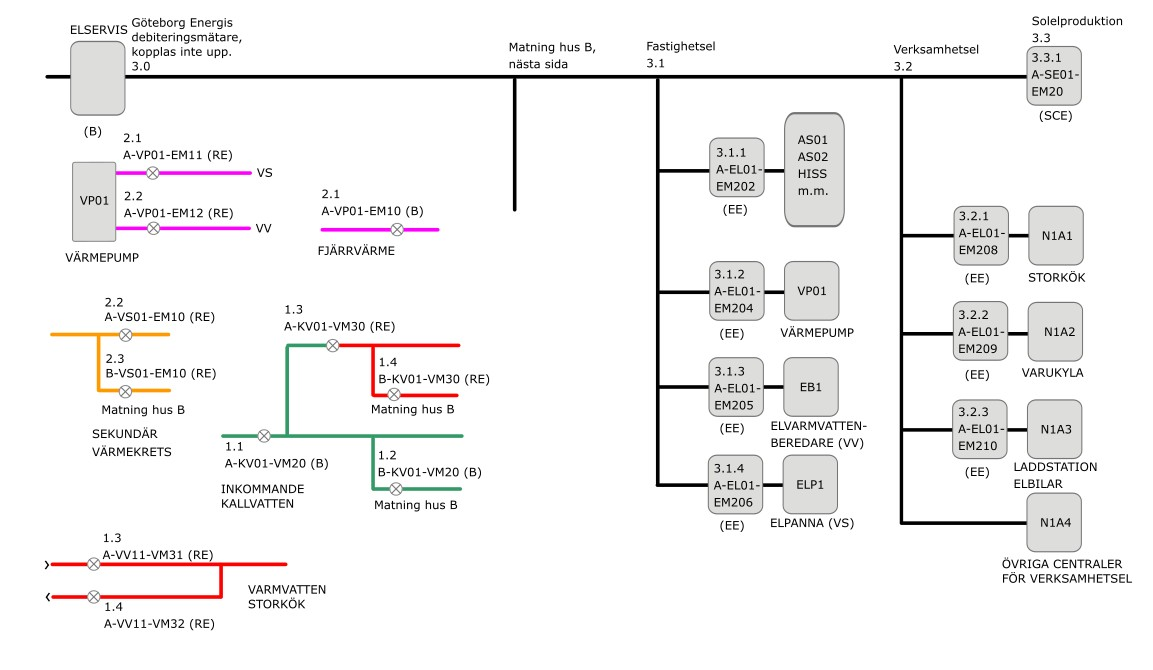 ELSERVIS
Göteborg Energis
debiteringsmätare,
kopplas inte upp.
3.0
(B)
Matning hus B,
nästa sida
Fastighetsel
3.1
Verksamhetsel
3.2
Solelproduktion
3.3
3.3.1
A-SE01-
EM20
(SCE)
2.1
A-VP01-EM11 (RE)
VS
VP01
2.2
A-VP01-EM12 (RE)
VV
VÄRMEPUMP
2.1
A-VP01-EM10 (B)
FJÄRRVÄRME
2.2
A-VS01-EM10 (RE)
2.3
B-VS01-EM10 (RE)
Matning hus B
SEKUNDÄR
VÄRMEKRETS
1.3
A-KV01-VM30 (RE)
1.4
B-KV01-VM30 (RE)
Matning hus B
1.1
A-KV01-VM20 (B)
INKOMMANDE
KALLVATTEN
1.2
B-KV01-VM20 (B)
Matning hus B
1.3
A-VV11-VM31 (RE)
1.4
A-VV11-VM32 (RE)
VARMVATTEN
STORKÖK
3.1.1
A-EL01-
EM202
(EE)
AS01
AS02
HISS
m.m.
3.1.2
A-EL01-
EM204
(EE)
VP01
VÄRMEPUMP
3.1.3
A-EL01-
EM205
(EE)
EB1
ELVARMVATTEN-
BEREDARE (VV)
3.1.4
A-EL01-
EM206
(EE)
ELP1
ELPANNA (VS)
3.2.1
A-EL01-
EM208
(EE)
N1A1
STORKÖK
3.2.2
A-EL01-
EM209
(EE)
N1A2
VARUKYLA
3.2.3
A-EL01-
EM210
(EE)
N1A3
LADDSTATION
ELBILAR
N1A4
ÖVRIGA CENTRALER
FÖR VERKSAMHETSEL